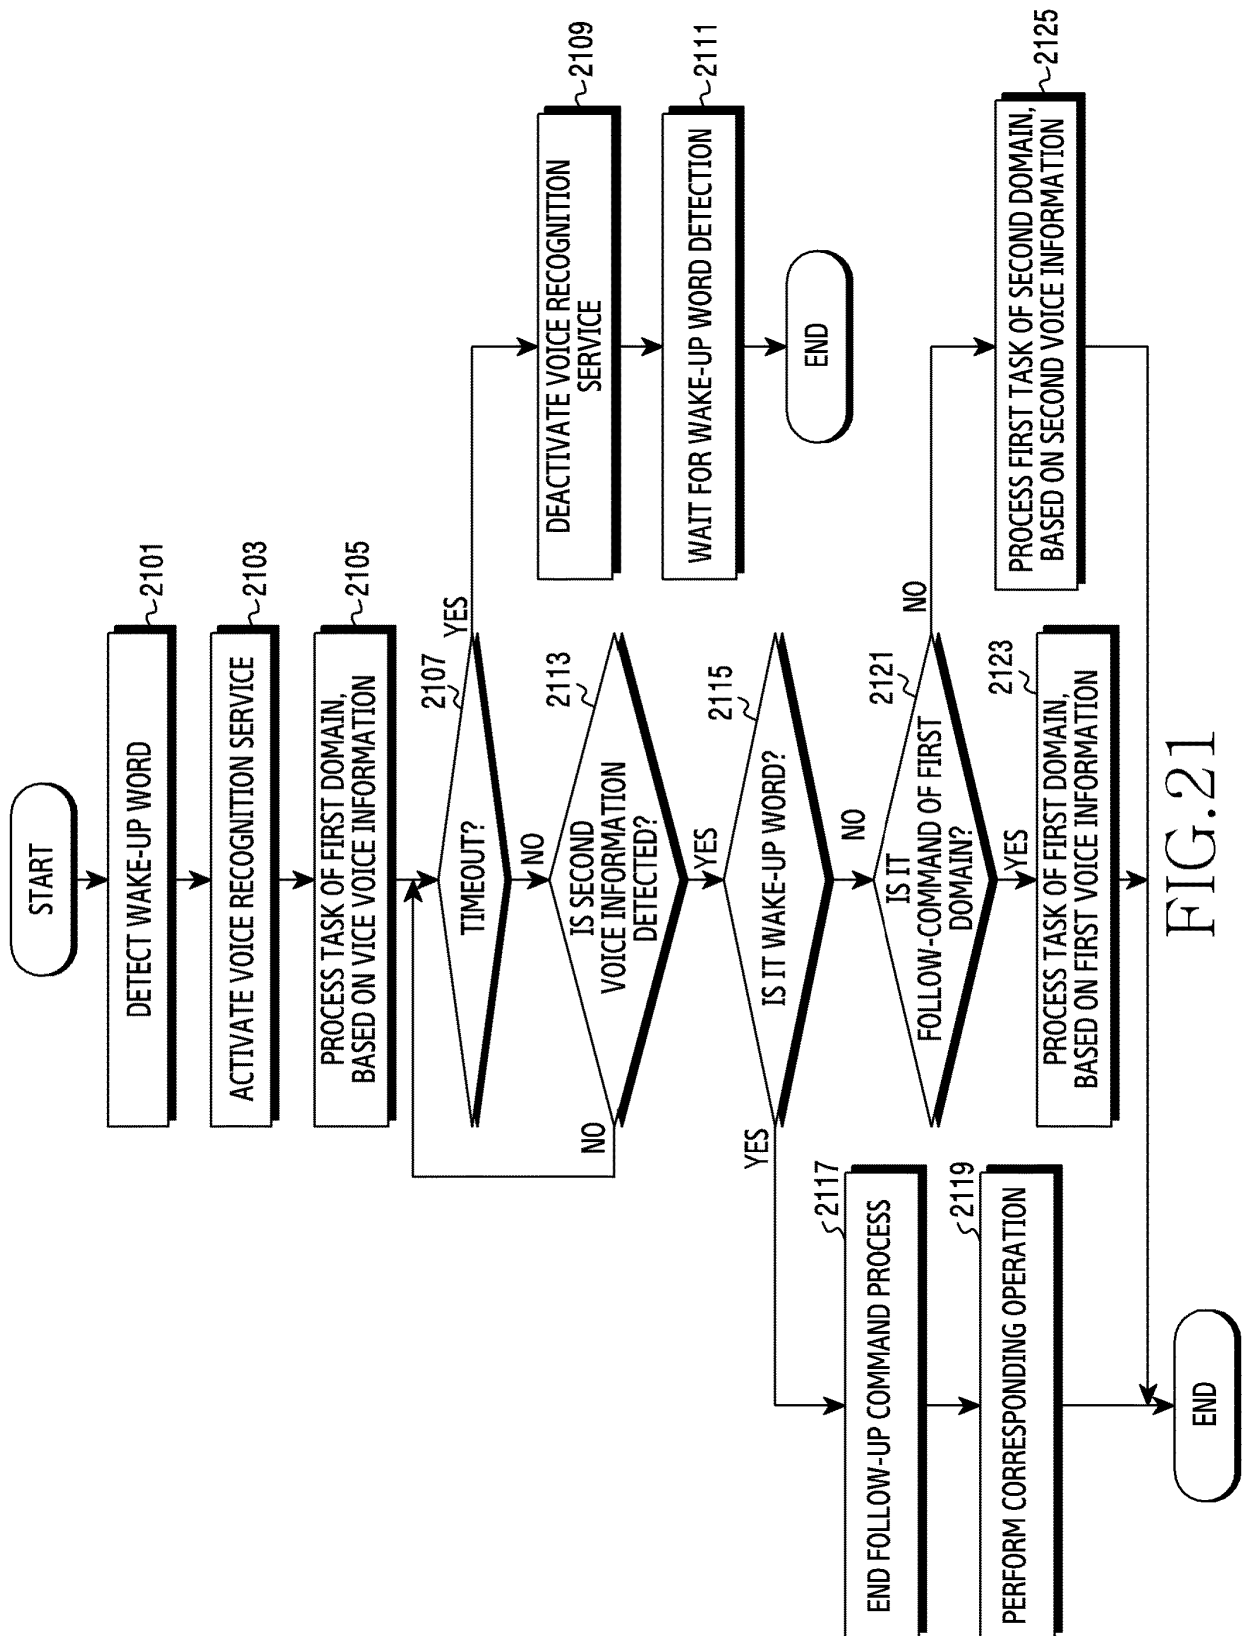 START
DETECT WAKE-UP WORD
2101
ACTIVATE VOICE RECOGNITION SERVICE
2103
PROCESS TASK OF FIRST DOMAIN,
BASED ON VICE VOICE INFORMATION
2105
TIMEOUT?
2107
YES
NO
DEACTIVATE VOICE RECOGNITION
SERVICE
2109
WAIT FOR WAKE-UP WORD DETECTION
2111
END
IS SECOND
VOICE INFORMATION
DETECTED?
2113
NO
YES
IS IT WAKE-UP WORD?
2115
YES
NO
END FOLLOW-UP COMMAND PROCESS
2117
PERFORM CORRESPONDING OPERATION
2119
IS IT
FOLLOW-COMMAND OF FIRST
DOMAIN?
2121
NO
YES
PROCESS TASK OF FIRST DOMAIN,
BASED ON FIRST VOICE INFORMATION
2123
PROCESS FIRST TASK OF SECOND DOMAIN,
BASED ON SECOND VOICE INFORMATION
2125
END
FIG.21